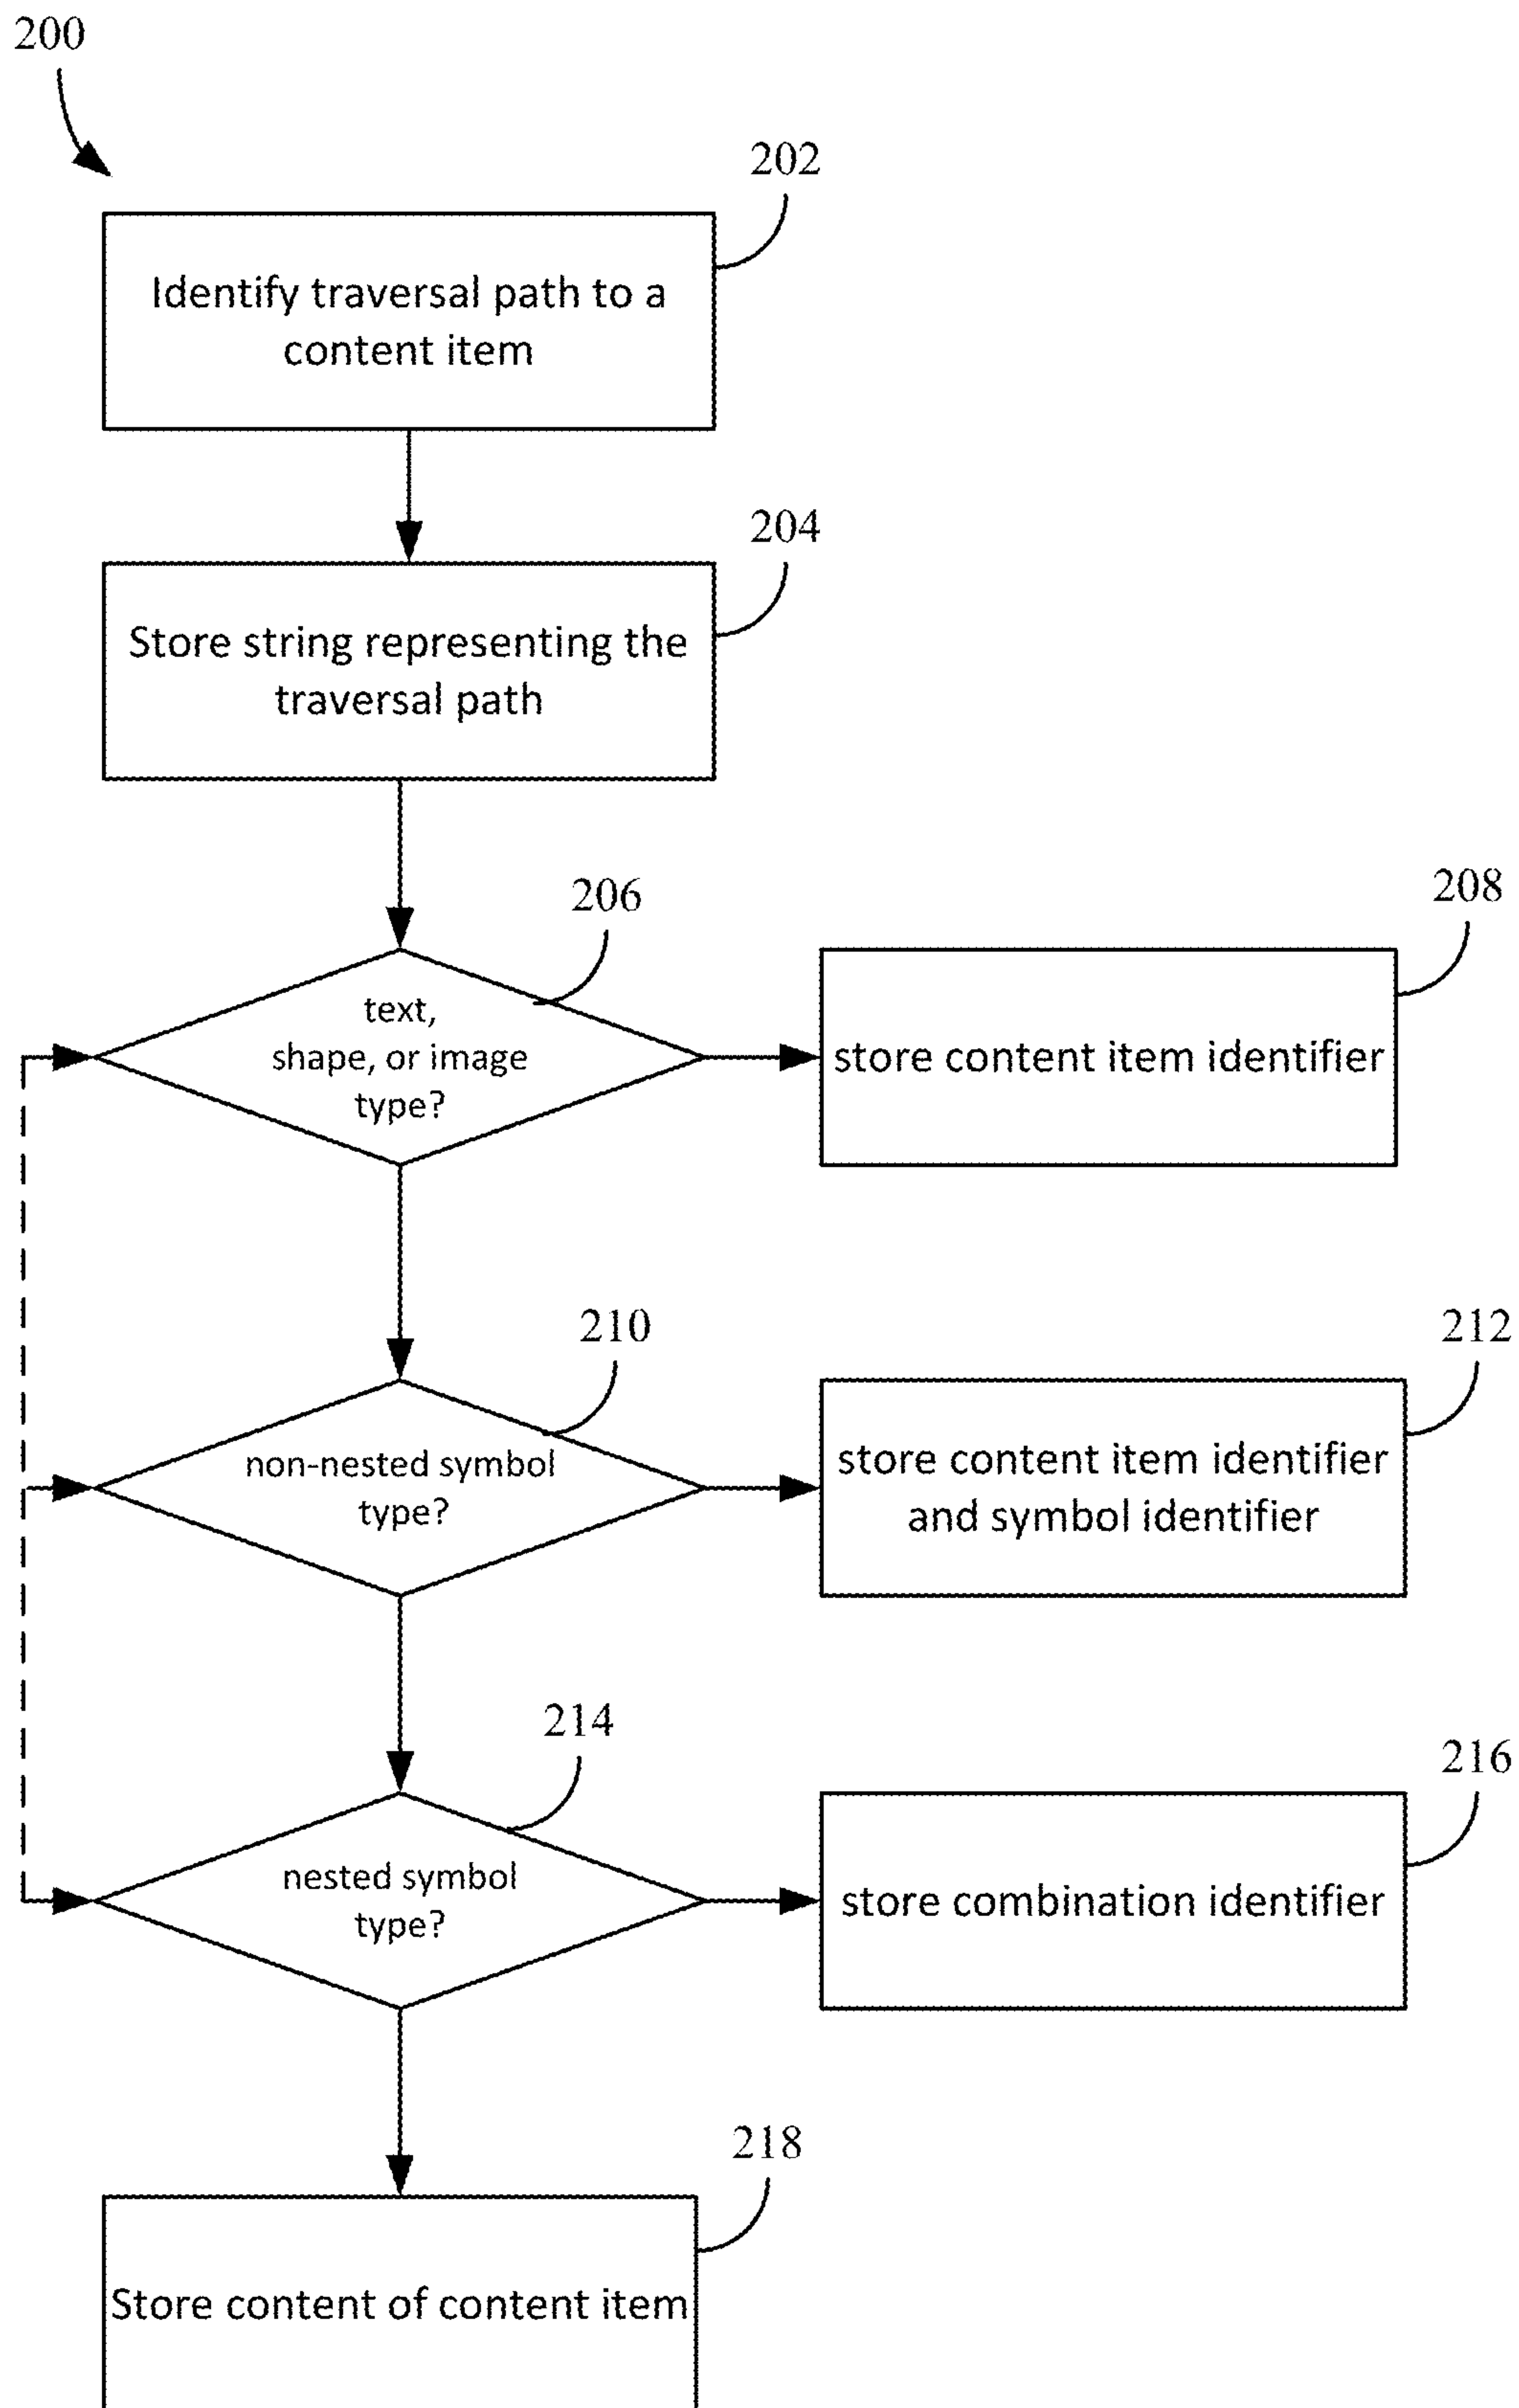 200
202
Identify traversal path to a
content item
204
Store string representing the
traversal path
206
text,
shape, or image
type?
208
store content item identifier
210
non-nested symbol
type?
212
store content item identifier
and symbol identifier
214
nested symbol
type?
216
store combination identifier
218
Store content of content item